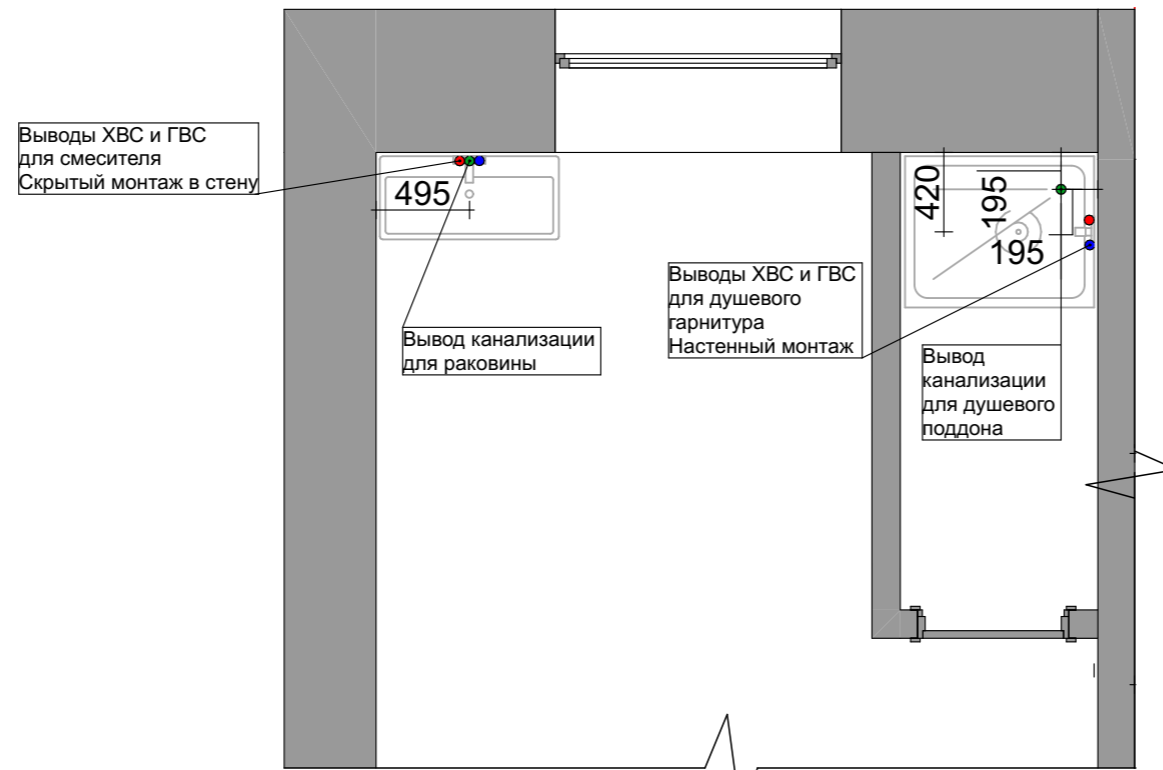 Выводы ХВС и ГВС
для смесителя
Скрытый монтаж в стену
495
Вывод канализации
для раковины
420
195
195
Выводы ХВС и ГВС
для душевого
гарнитура
Настенный монтаж
Вывод
канализации
для душевого
поддона